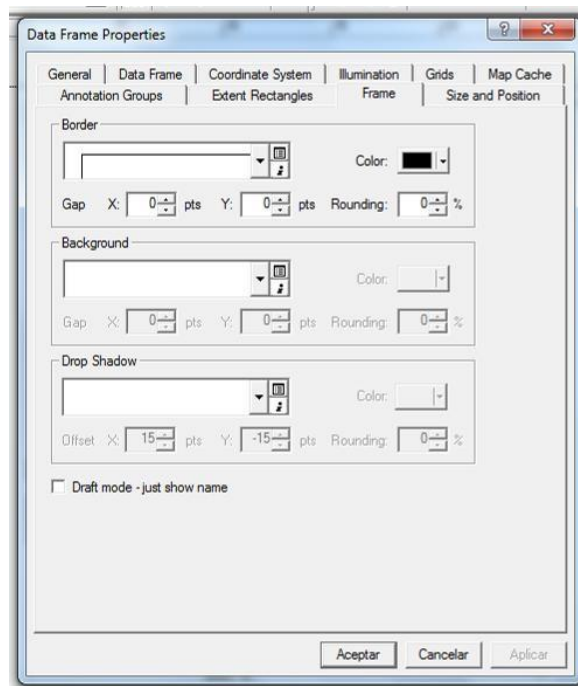 Data Frame Properties
General Data Frame Coordinate System Illumination Grids Map Cache
Annotation Groups Extent Rectangles Frame Size and Position
Border
Color:
Gap X: 0 pts Y: 0 pts Rounding: 0 %
Background
Color:
Gap X: 0 pts Y: 0 pts Rounding: 0 %
Drop Shadow
Color:
Offset X: 15 pts Y: -15 pts Rounding: 0 %
Draft mode - just show name
Aceptar Cancelar Aplicar